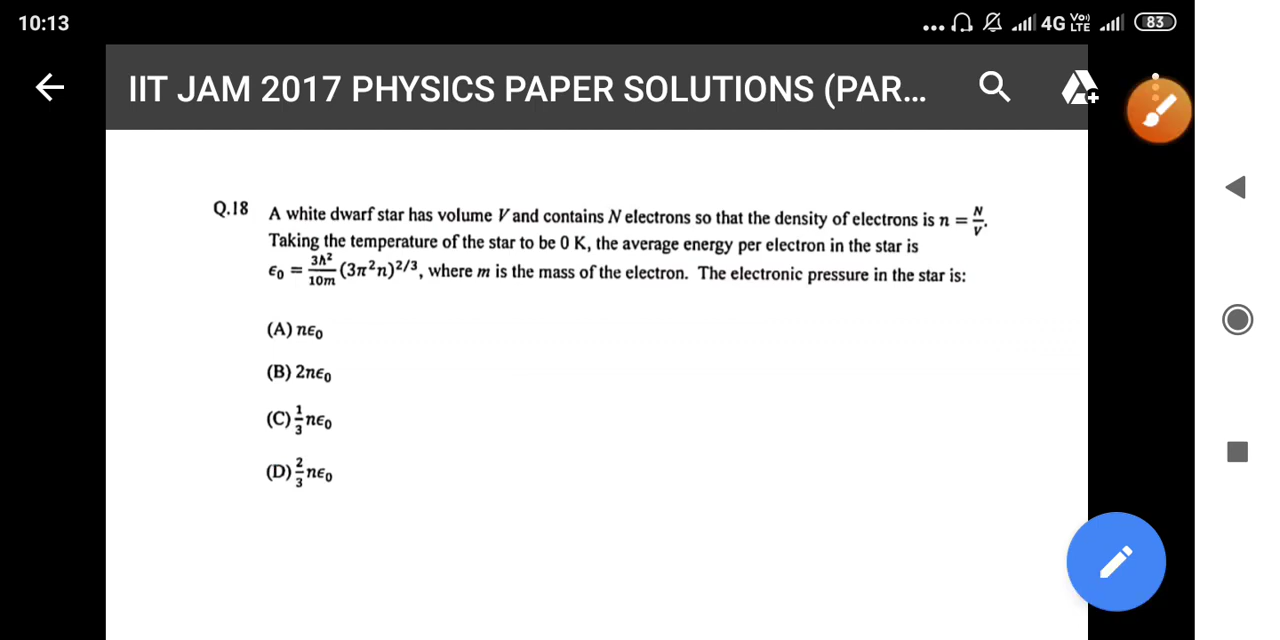 10:13
... 4G Vo) LTE 83
IIT JAM 2017 PHYSICS PAPER SOLUTIONS (PAR...
Q.18 A white dwarf star has volume V and contains N electrons so that the density of electrons is n = N/V.
Taking the temperature of the star to be 0 K, the average energy per electron in the star is
ϵ₀ = 3ℏ²/10m (3π²n)^2/3, where m is the mass of the electron. The electronic pressure in the star is:
(A) nϵ₀
(B) 2nϵ₀
(C) 1/3 nϵ₀
(D) 2/3 nϵ₀